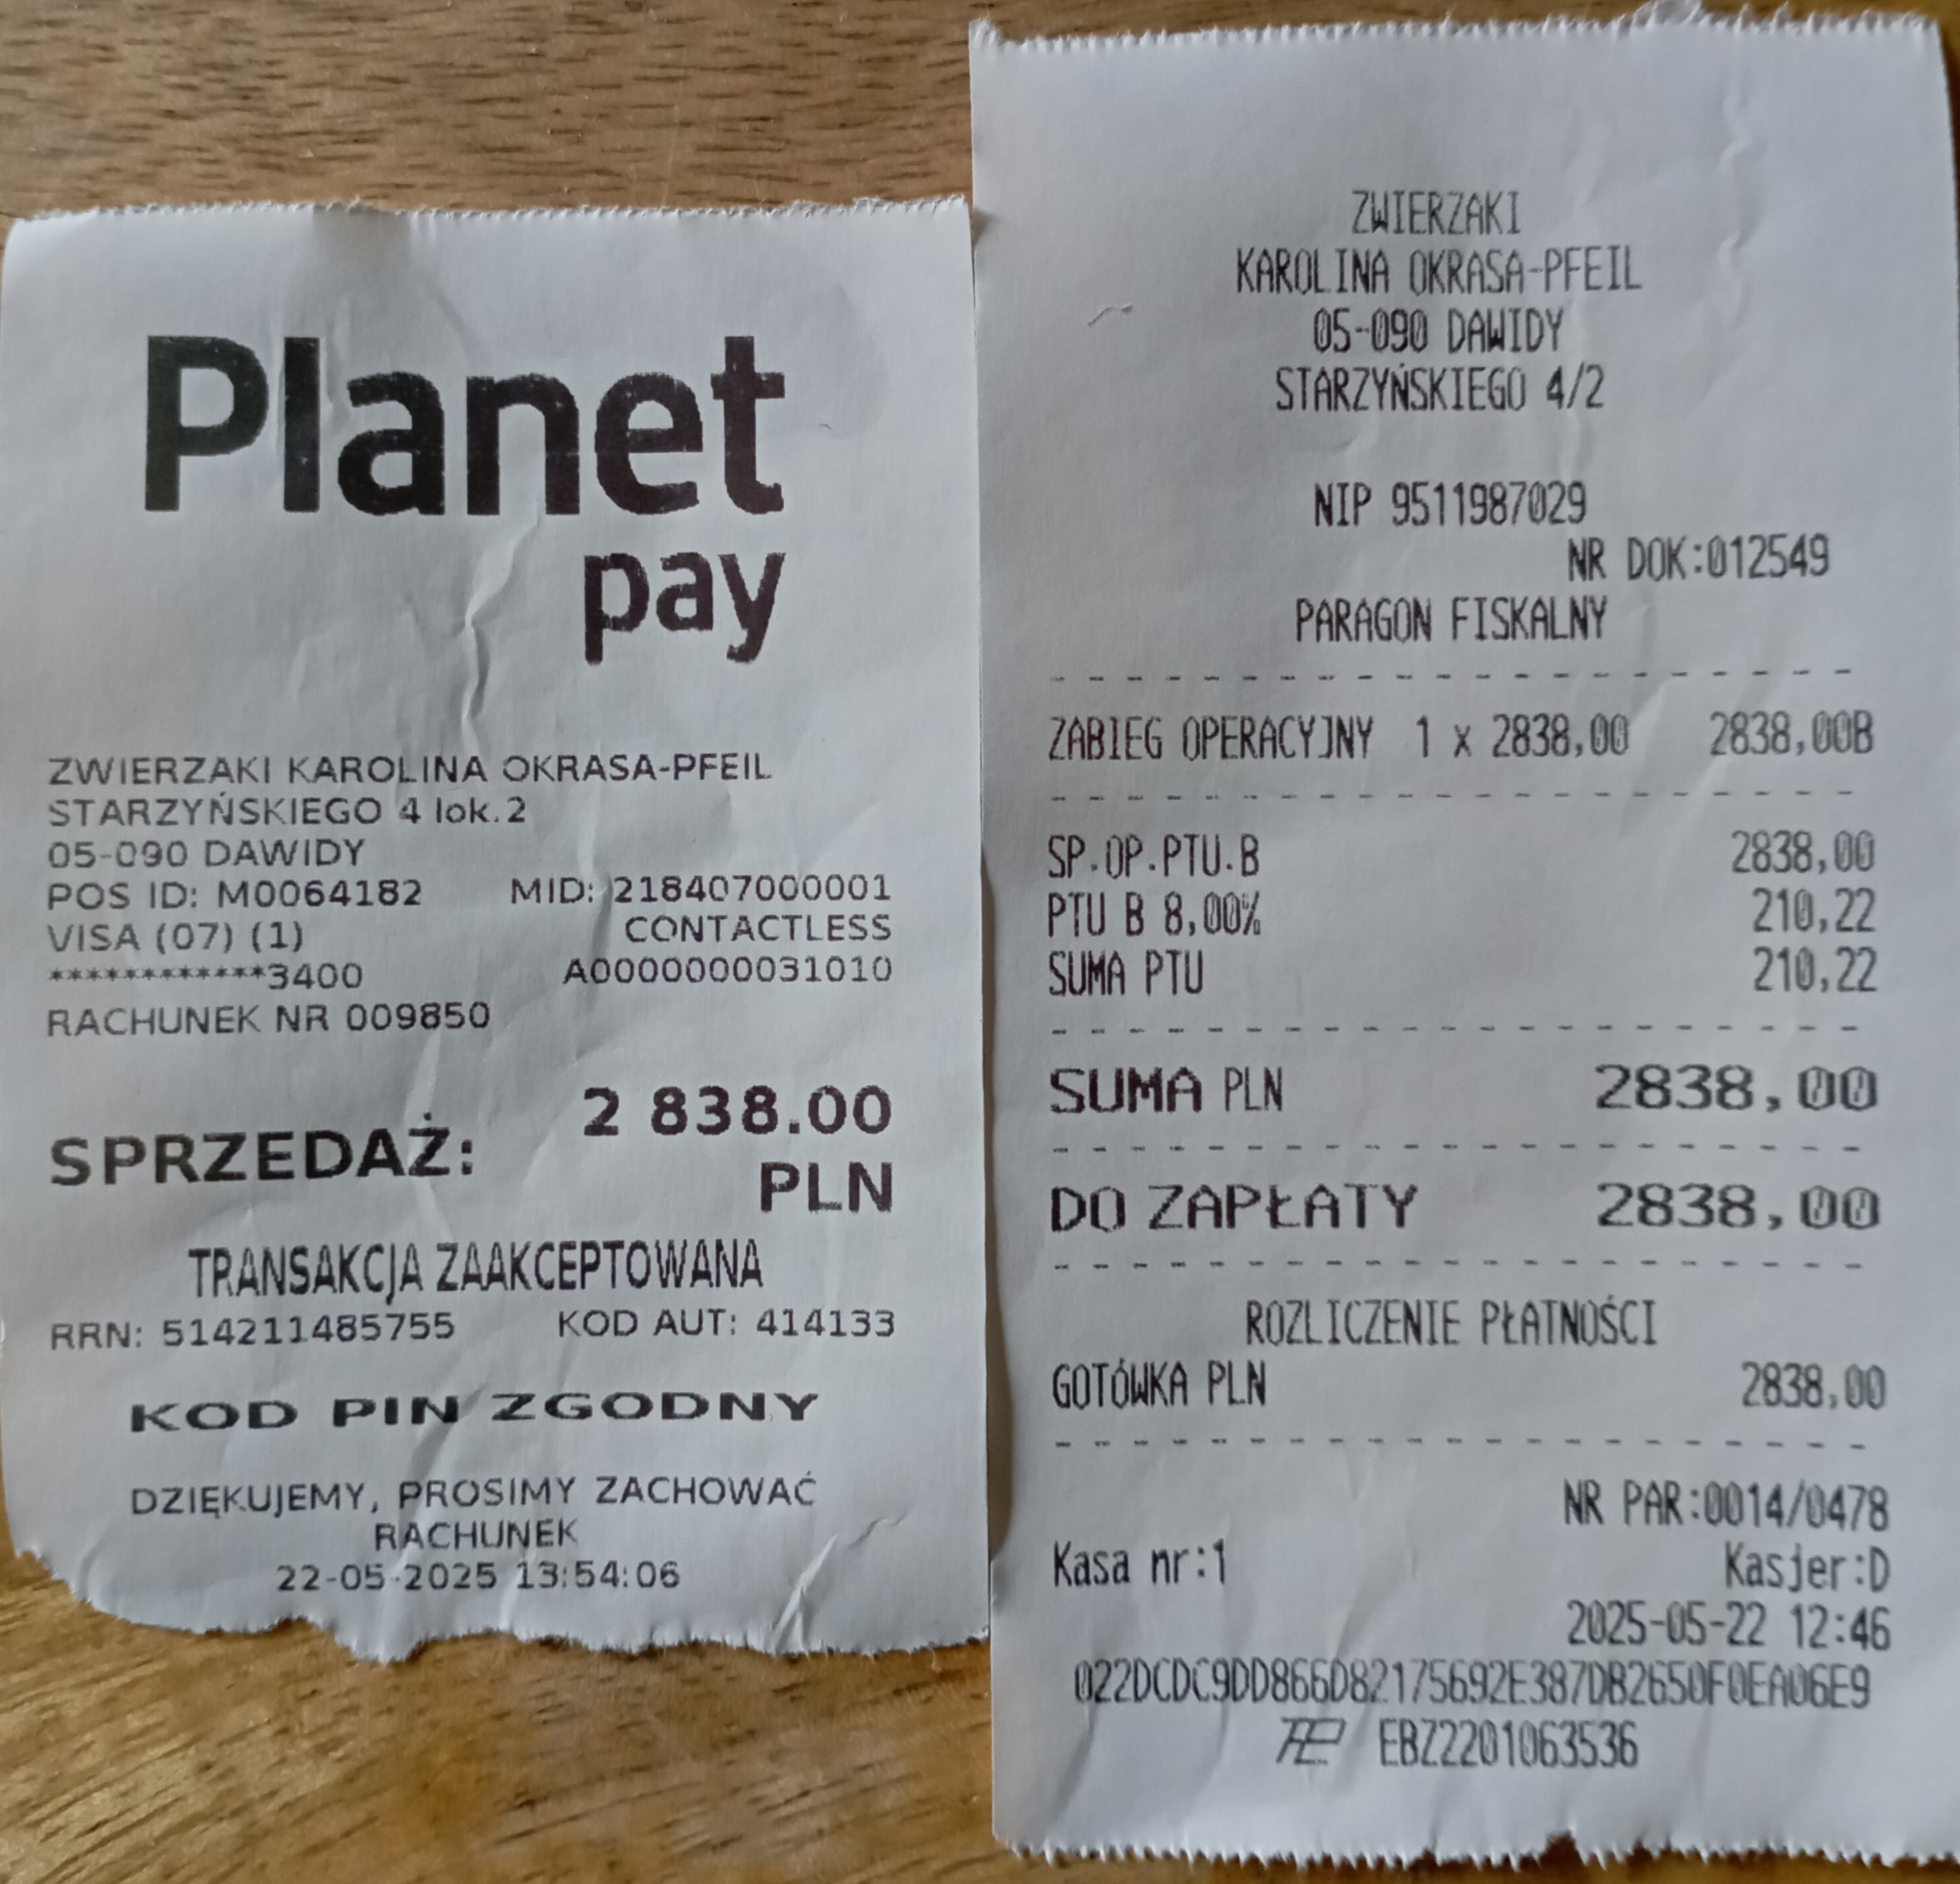 Planet
pay
ZWIERZAKI KAROLINA OKRASA-PFEIL
STARZYŃSKIEGO 4 lok.2
05-090 DAWIDY
POS ID: M0064182 MID: 218407000001
VISA (07) (1) CONTACTLESS
************3400 A0000000031010
RACHUNEK NR 009850
SPRZEDAŻ: 2 838.00
PLN
TRANSAKCJA ZAAKCEPTOWANA
RRN: 514211485755 KOD AUT: 414133
KOD PIN ZGODNY
DZIĘKUJEMY, PROSIMY ZACHOWAĆ
RACHUNEK
22-05-2025 13:54:06
ZWIERZAKI
KAROLINA OKRASA-PFEIL
05-090 DAWIDY
STARZYŃSKIEGO 4/2
NIP 9511987029
NR DOK:012549
PARAGON FISKALNY
ZABIEG OPERACYJNY 1 x 2838,00 2838,00B
SP.OP.PTU.B 2838,00
PTU B 8,00% 210,22
SUMA PTU 210,22
SUMA PLN 2838,00
DO ZAPŁATY 2838,00
ROZLICZENIE PŁATNOŚCI
GOTÓWKA PLN 2838,00
NR PAR:0014/0478
Kasa nr:1 Kasjer:D
2025-05-22 12:46
022DCDC9DD866D82175692E387DB2650F0EA06E9
EBZ2201063536